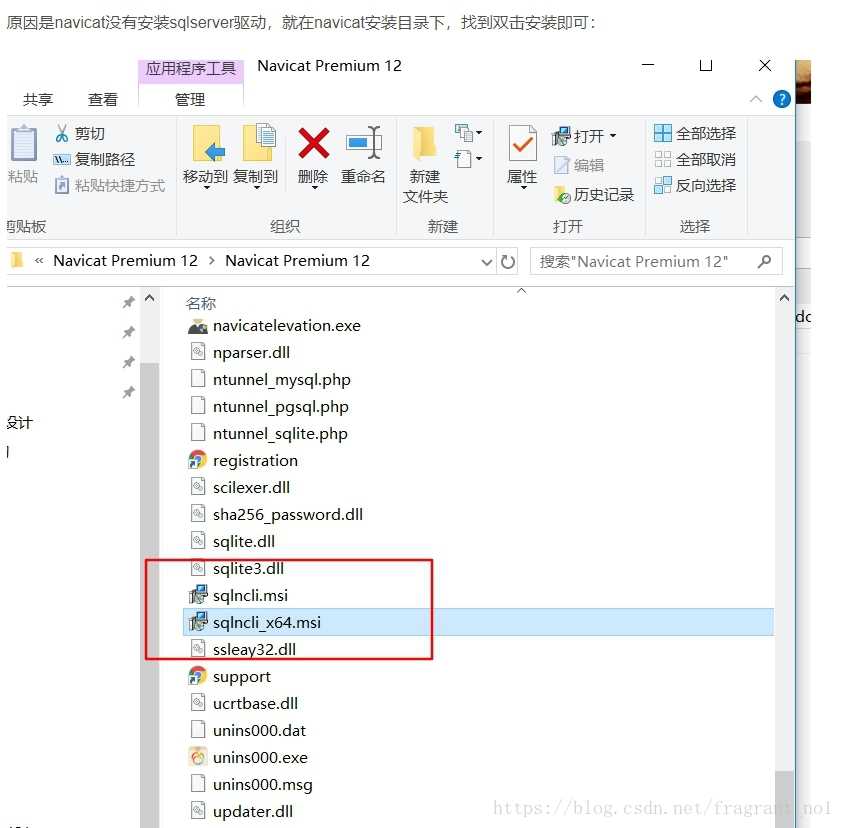 原因是navicat没有安装sqlserver驱动，就在navicat安装目录下，找到双击安装即可：
应用程序工具
Navicat Premium 12
共享
查看
管理
粘贴
剪切
复制路径
粘贴快捷方式
移动到
复制到
删除
重命名
新建
文件夹
属性
打开
编辑
历史记录
全部选择
全部取消
反向选择
剪贴板
组织
新建
打开
选择
« Navicat Premium 12 › Navicat Premium 12
搜索"Navicat Premium 12"
名称
navicatelevation.exe
nparser.dll
ntunnel_mysql.php
ntunnel_pgsql.php
ntunnel_sqlite.php
registration
scilexer.dll
sha256_password.dll
sqlite.dll
sqlite3.dll
sqlncli.msi
sqlncli_x64.msi
ssleay32.dll
support
ucrtbase.dll
unins000.dat
unins000.exe
unins000.msg
updater.dll
设计
https://blog.csdn.net/fragrant_no1